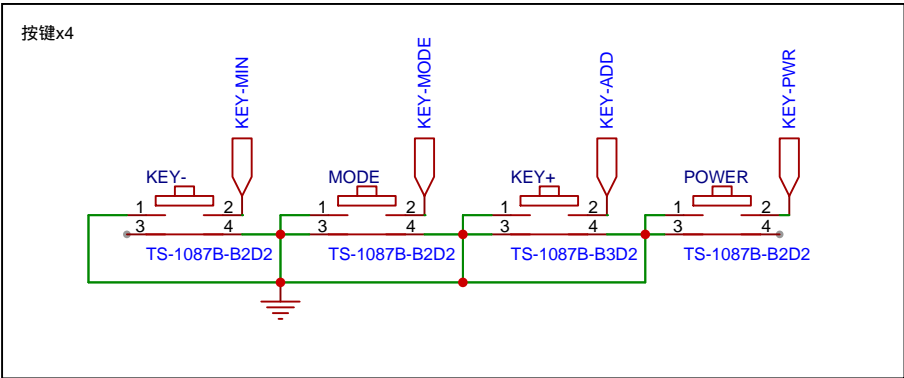 按键x4
KEY-MIN
KEY-MODE
KEY-ADD
KEY-PWR
KEY-
MODE
KEY+
POWER
1 2 1 2 1 2 1 2
3 4 3 4 3 4 3 4
TS-1087B-B2D2
TS-1087B-B2D2
TS-1087B-B3D2
TS-1087B-B2D2